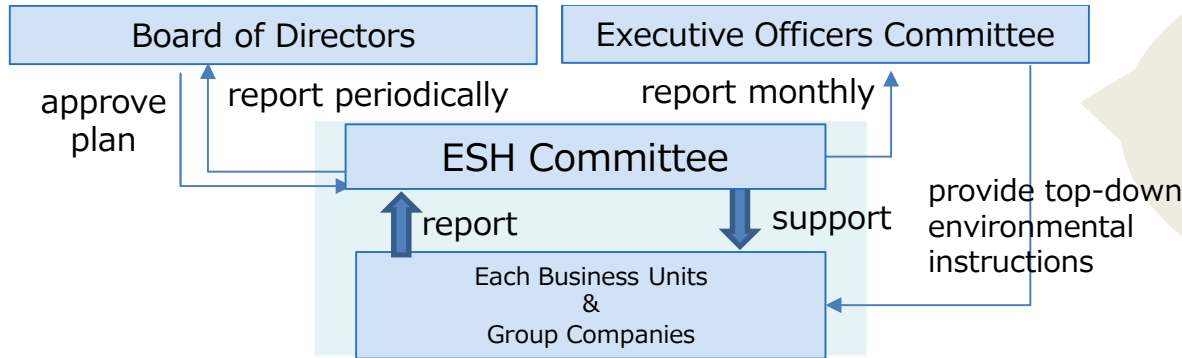 Board of Directors
Executive Officers Committee
approve
plan
report periodically
report monthly
ESH Committee
report
support
provide top-down
environmental
instructions
Each Business Units
&
Group Companies